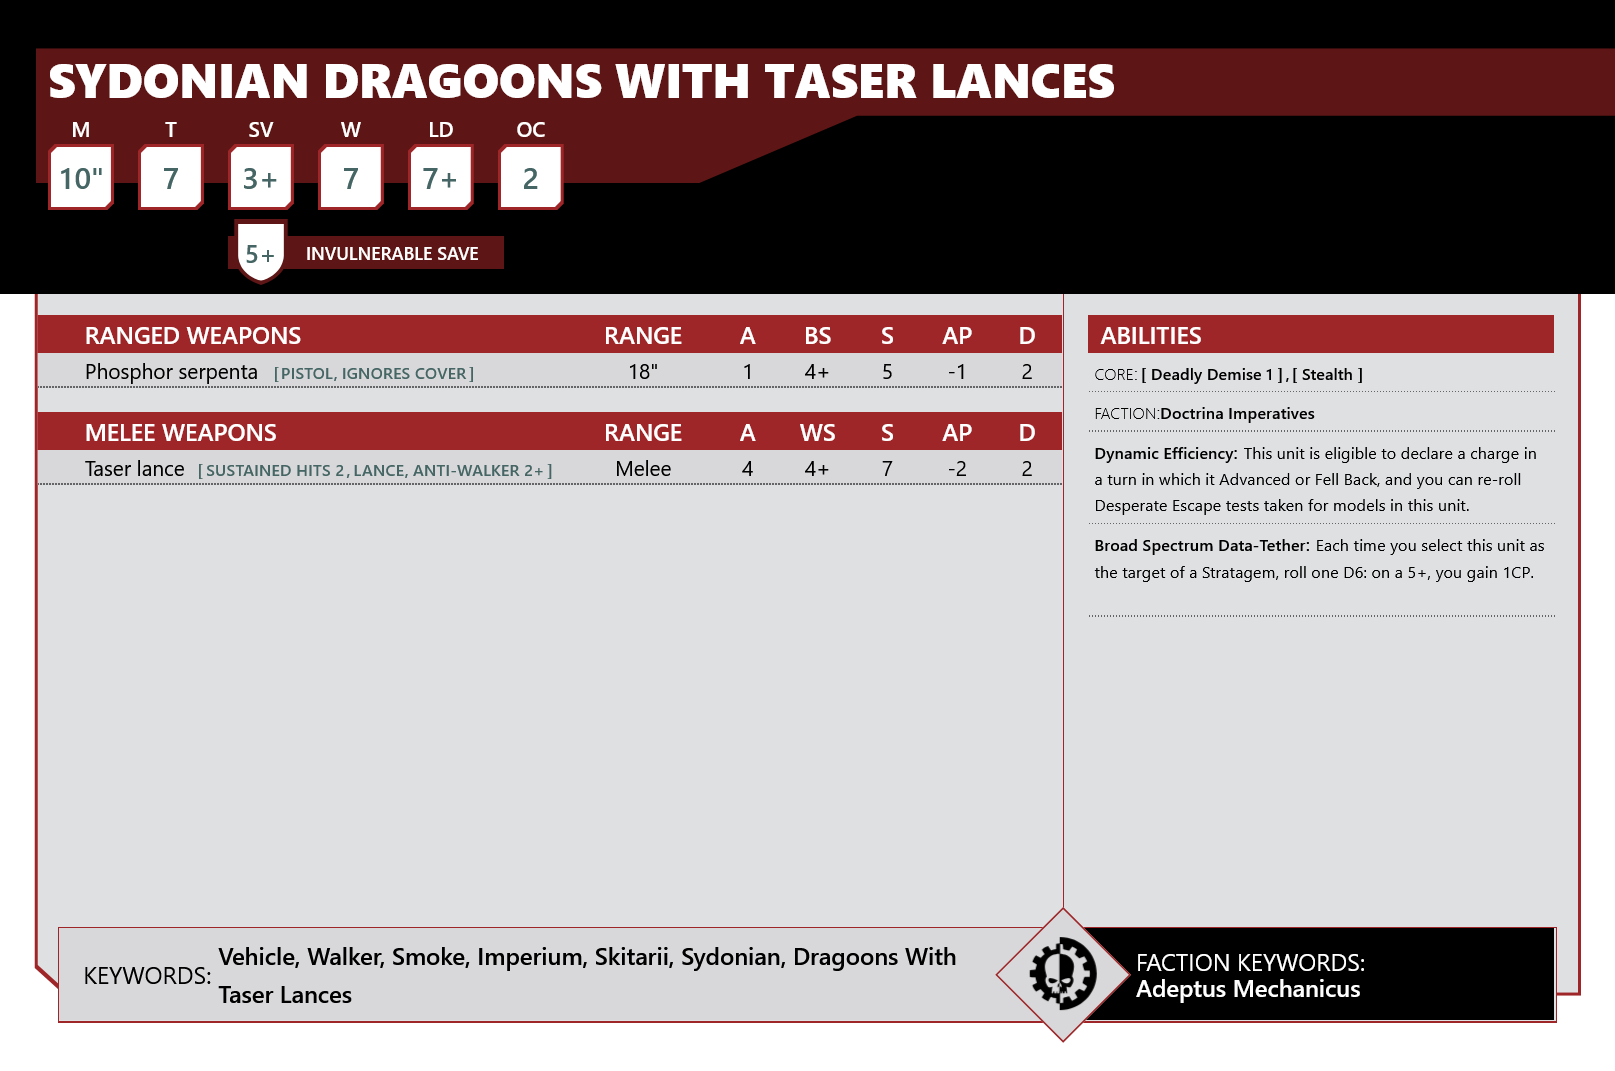 SYDONIAN DRAGOONS WITH TASER LANCES
M T SV W LD OC
10" 7 3+ 7 7+ 2
5+ INVULNERABLE SAVE
RANGED WEAPONS RANGE A BS S AP D
Phosphor serpenta [PISTOL, IGNORES COVER] 18" 1 4+ 5 -1 2
MELEE WEAPONS RANGE A WS S AP D
Taser lance [SUSTAINED HITS 2, LANCE, ANTI-WALKER 2+] Melee 4 4+ 7 -2 2
ABILITIES
CORE: [ Deadly Demise 1 ] , [ Stealth ]
FACTION:Doctrina Imperatives
Dynamic Efficiency: This unit is eligible to declare a charge in
a turn in which it Advanced or Fell Back, and you can re-roll
Desperate Escape tests taken for models in this unit.
Broad Spectrum Data-Tether: Each time you select this unit as
the target of a Stratagem, roll one D6: on a 5+, you gain 1CP.
KEYWORDS: Vehicle, Walker, Smoke, Imperium, Skitarii, Sydonian, Dragoons With
Taser Lances
FACTION KEYWORDS:
Adeptus Mechanicus